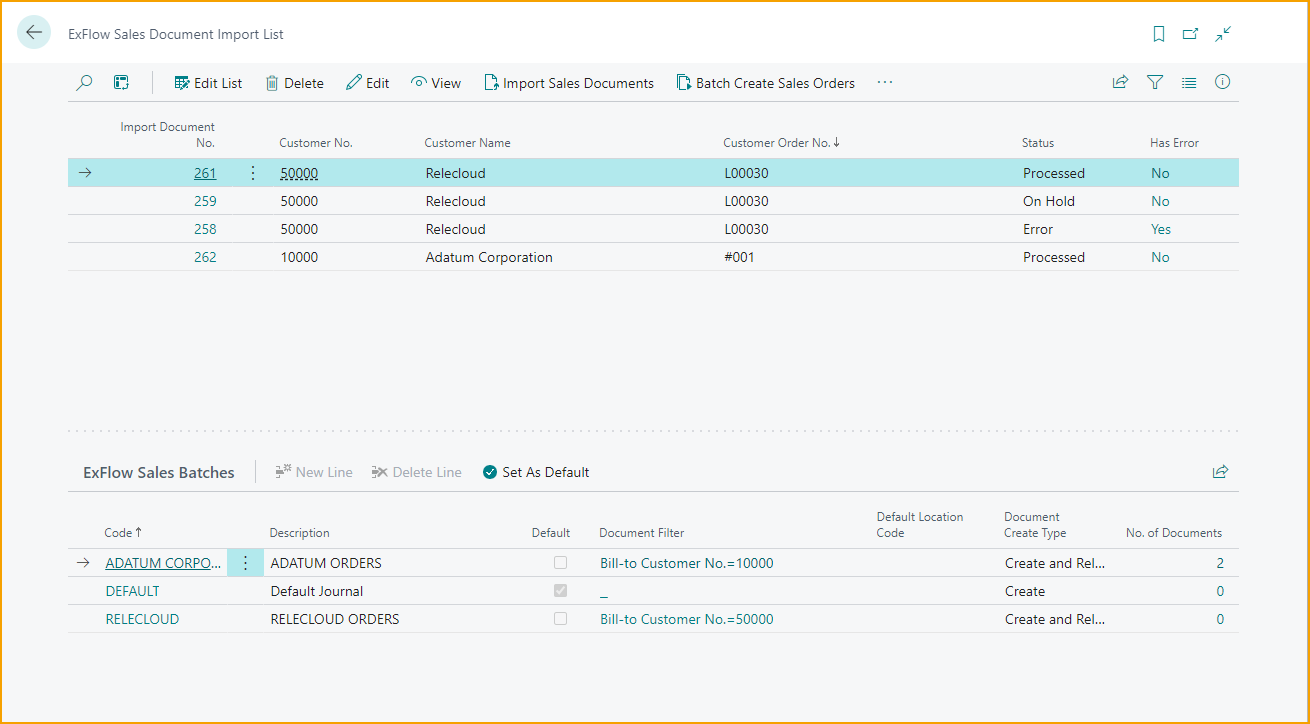 ExFlow Sales Document Import List
Edit List Delete Edit View Import Sales Documents Batch Create Sales Orders ...
Import Document
No. Customer No. Customer Name Customer Order No. ↓ Status Has Error
261 50000 Relecloud L00030 Processed No
259 50000 Relecloud L00030 On Hold No
258 50000 Relecloud L00030 Error Yes
262 10000 Adatum Corporation #001 Processed No
ExFlow Sales Batches New Line Delete Line Set As Default
Default Location Document
Code ↑ Description Default Document Filter Code Create Type No. of Documents
ADATUM CORPO... ADATUM ORDERS Bill-to Customer No.=10000 Create and Rel... 2
DEFAULT Default Journal _ Create 0
RELECLOUD RELECLOUD ORDERS Bill-to Customer No.=50000 Create and Rel... 0